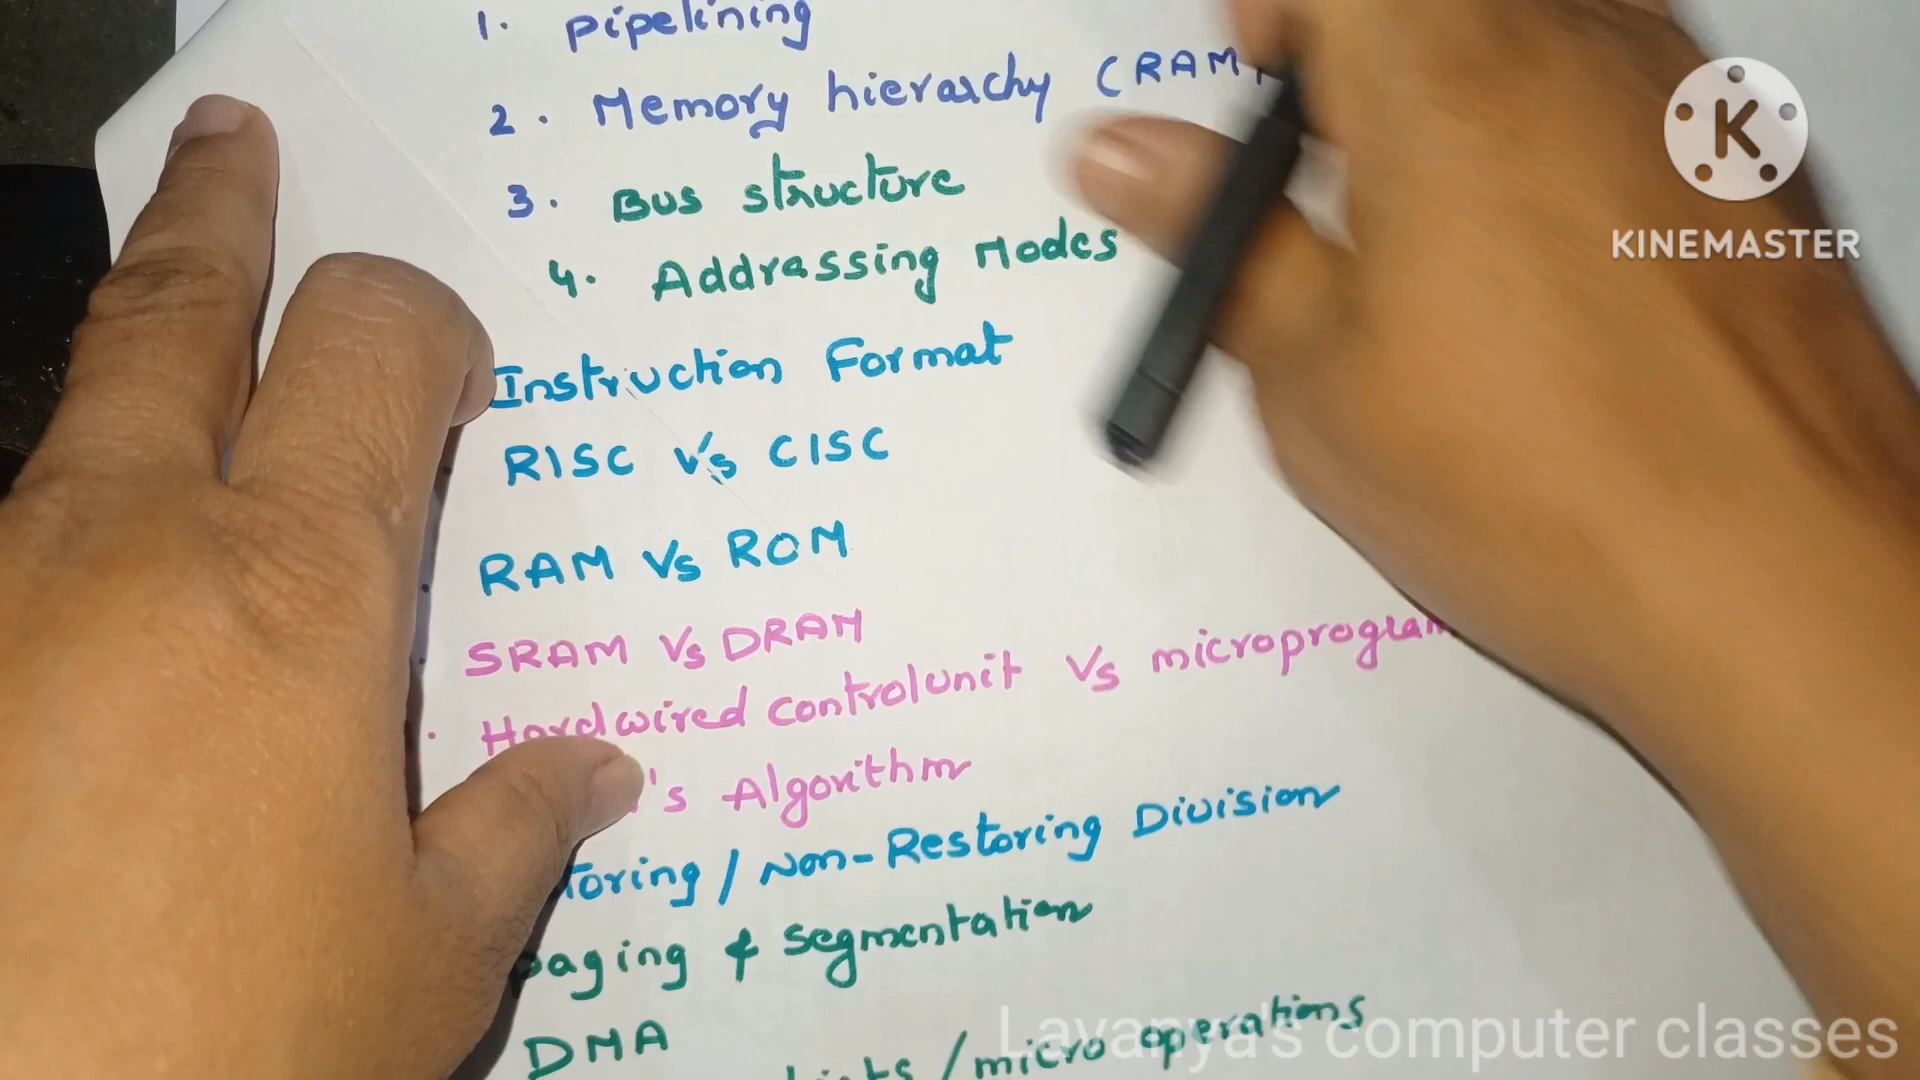 1. pipelining
2. Memory hierarchy (RAM,
3. Bus structure
4. Addrassing Modes
Instruction Format
RISC V's CISC
RAM Vs ROM
SRAM Vs DRAM
Hardwired controlunit Vs microprogram
's Algorithm
toring / Non-Restoring Division
paging & segmentation
DMA
/micro operations
K
KINEMASTER
Lavanya's computer classes